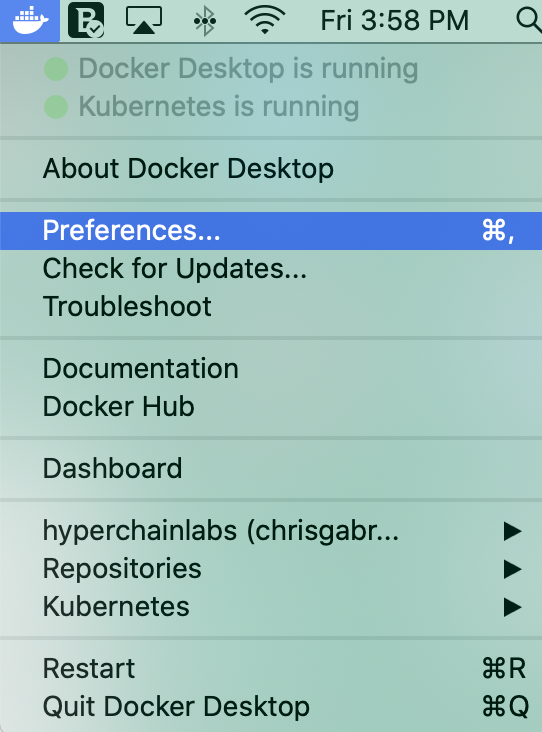 Fri 3:58 PM
Docker Desktop is running
Kubernetes is running
About Docker Desktop
Preferences... ⌘,
Check for Updates...
Troubleshoot
Documentation
Docker Hub
Dashboard
hyperchainlabs (chrisgabr...
Repositories
Kubernetes
Restart ⌘R
Quit Docker Desktop ⌘Q